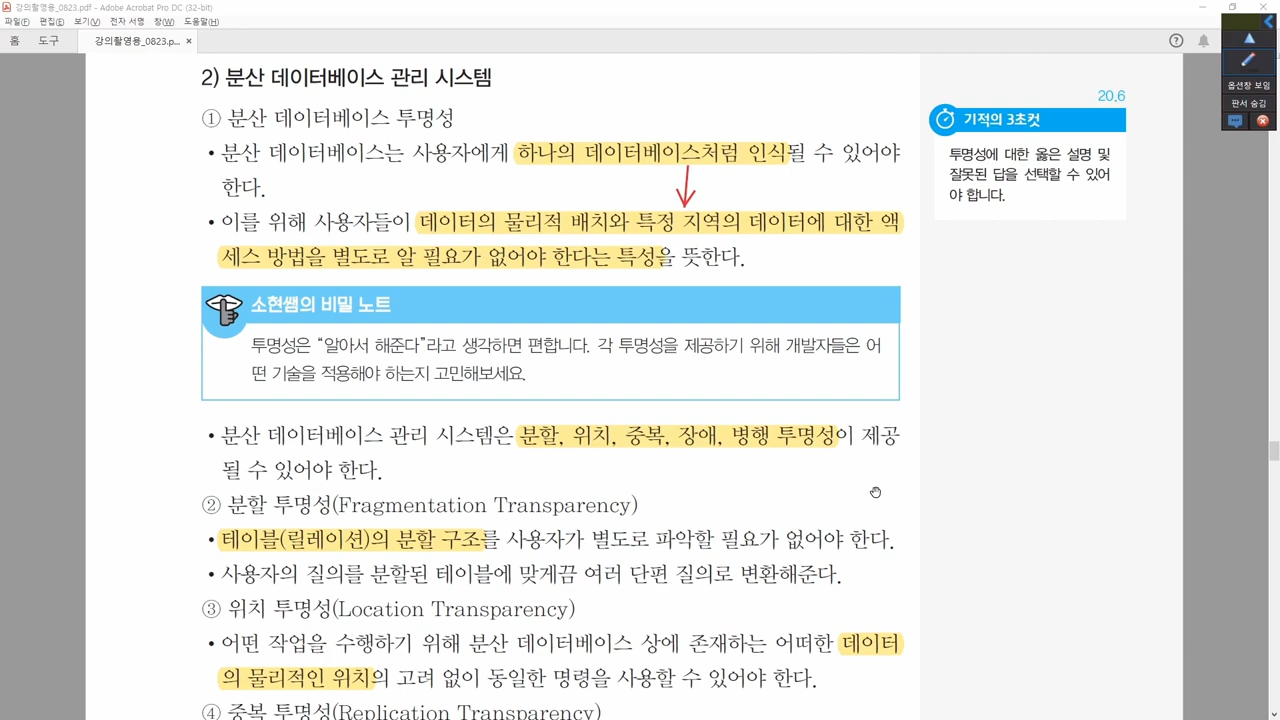 강의촬영용_0823.pdf - Adobe Acrobat Pro DC (32-bit)
파일(F) 편집(E) 보기(V) 전자 서명 창(W) 도움말(H)
홈 도구 강의촬영용_0823.p... ×
옵션창 보임
판서 숨김
2) 분산 데이터베이스 관리 시스템
① 분산 데이터베이스 투명성
• 분산 데이터베이스는 사용자에게 하나의 데이터베이스처럼 인식될 수 있어야
한다.
• 이를 위해 사용자들이 데이터의 물리적 배치와 특정 지역의 데이터에 대한 액
세스 방법을 별도로 알 필요가 없어야 한다는 특성을 뜻한다.
20.6
기적의 3초컷
투명성에 대한 옳은 설명 및
잘못된 답을 선택할 수 있어
야 합니다.
소현쌤의 비밀 노트
투명성은 “알아서 해준다”라고 생각하면 편합니다. 각 투명성을 제공하기 위해 개발자들은 어
떤 기술을 적용해야 하는지 고민해보세요.
• 분산 데이터베이스 관리 시스템은 분할, 위치, 중복, 장애, 병행 투명성이 제공
될 수 있어야 한다.
② 분할 투명성(Fragmentation Transparency)
• 테이블(릴레이션)의 분할 구조를 사용자가 별도로 파악할 필요가 없어야 한다.
• 사용자의 질의를 분할된 테이블에 맞게끔 여러 단편 질의로 변환해준다.
③ 위치 투명성(Location Transparency)
• 어떤 작업을 수행하기 위해 분산 데이터베이스 상에 존재하는 어떠한 데이터
의 물리적인 위치의 고려 없이 동일한 명령을 사용할 수 있어야 한다.
④ 중복 투명성(Replication Transparency)